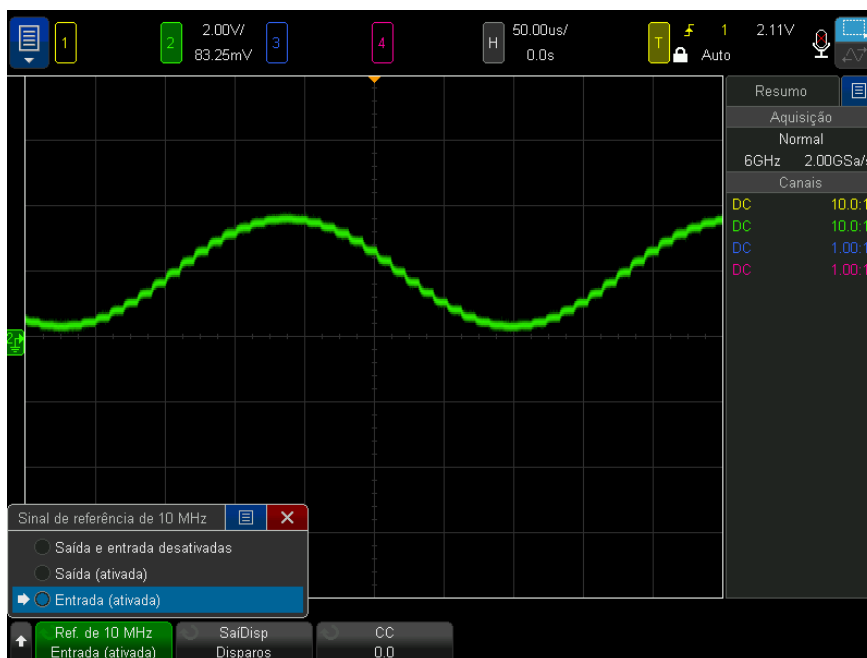 1
2
2.00V/
83.25mV
3
4
H
50.00us/
0.0s
T
1
2.11V
Auto
Resumo
Aquisição
Normal
6GHz 2.00GSa/s
Canais
DC 10.0:1
DC 10.0:1
DC 1.00:1
DC 1.00:1
2
Sinal de referência de 10 MHz
Saída e entrada desativadas
Saída (ativada)
Entrada (ativada)
Ref. de 10 MHz
Entrada (ativada)
SaíDisp
Disparos
CC
0.0